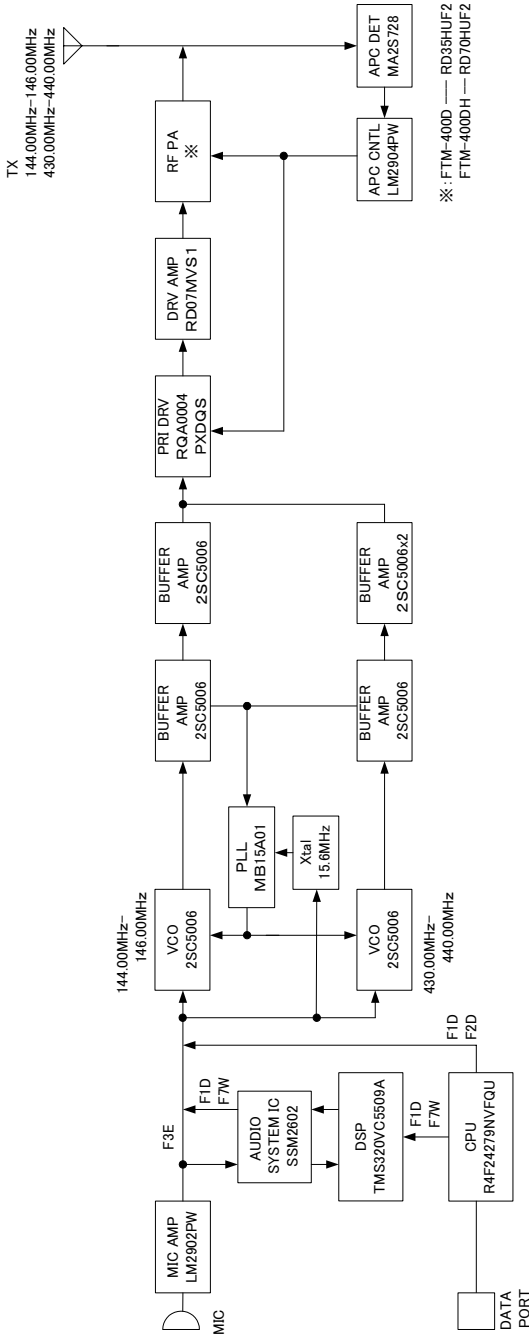 MIC
MIC AMP
LM2902PW
DATA
PORT
F3E
F1D
F7W
AUDIO
SYSTEM IC
SSM2602
DSP
TMS320VC5509A
F1D
F7W
CPU
R4F24279NVFQU
F1D
F2D
144.00MHz-
146.00MHz
VCO
2SC5006
PLL
MB15A01
Xtal
15.6MHz
VCO
2SC5006
430.00MHz-
440.00MHz
BUFFER
AMP
2SC5006
BUFFER
AMP
2SC5006
BUFFER
AMP
2SC5006
BUFFER
AMP
2SC5006x2
PRI DRV
RQA0004
PXDQS
DRV AMP
RD07MVS1
RF PA
※
TX
144.00MHz-146.00MHz
430.00MHz-440.00MHz
APC CNTL
LM2904PW
APC DET
MA2S728
※: FTM-400D ── RD35HUF2
FTM-400DH ── RD70HUF2